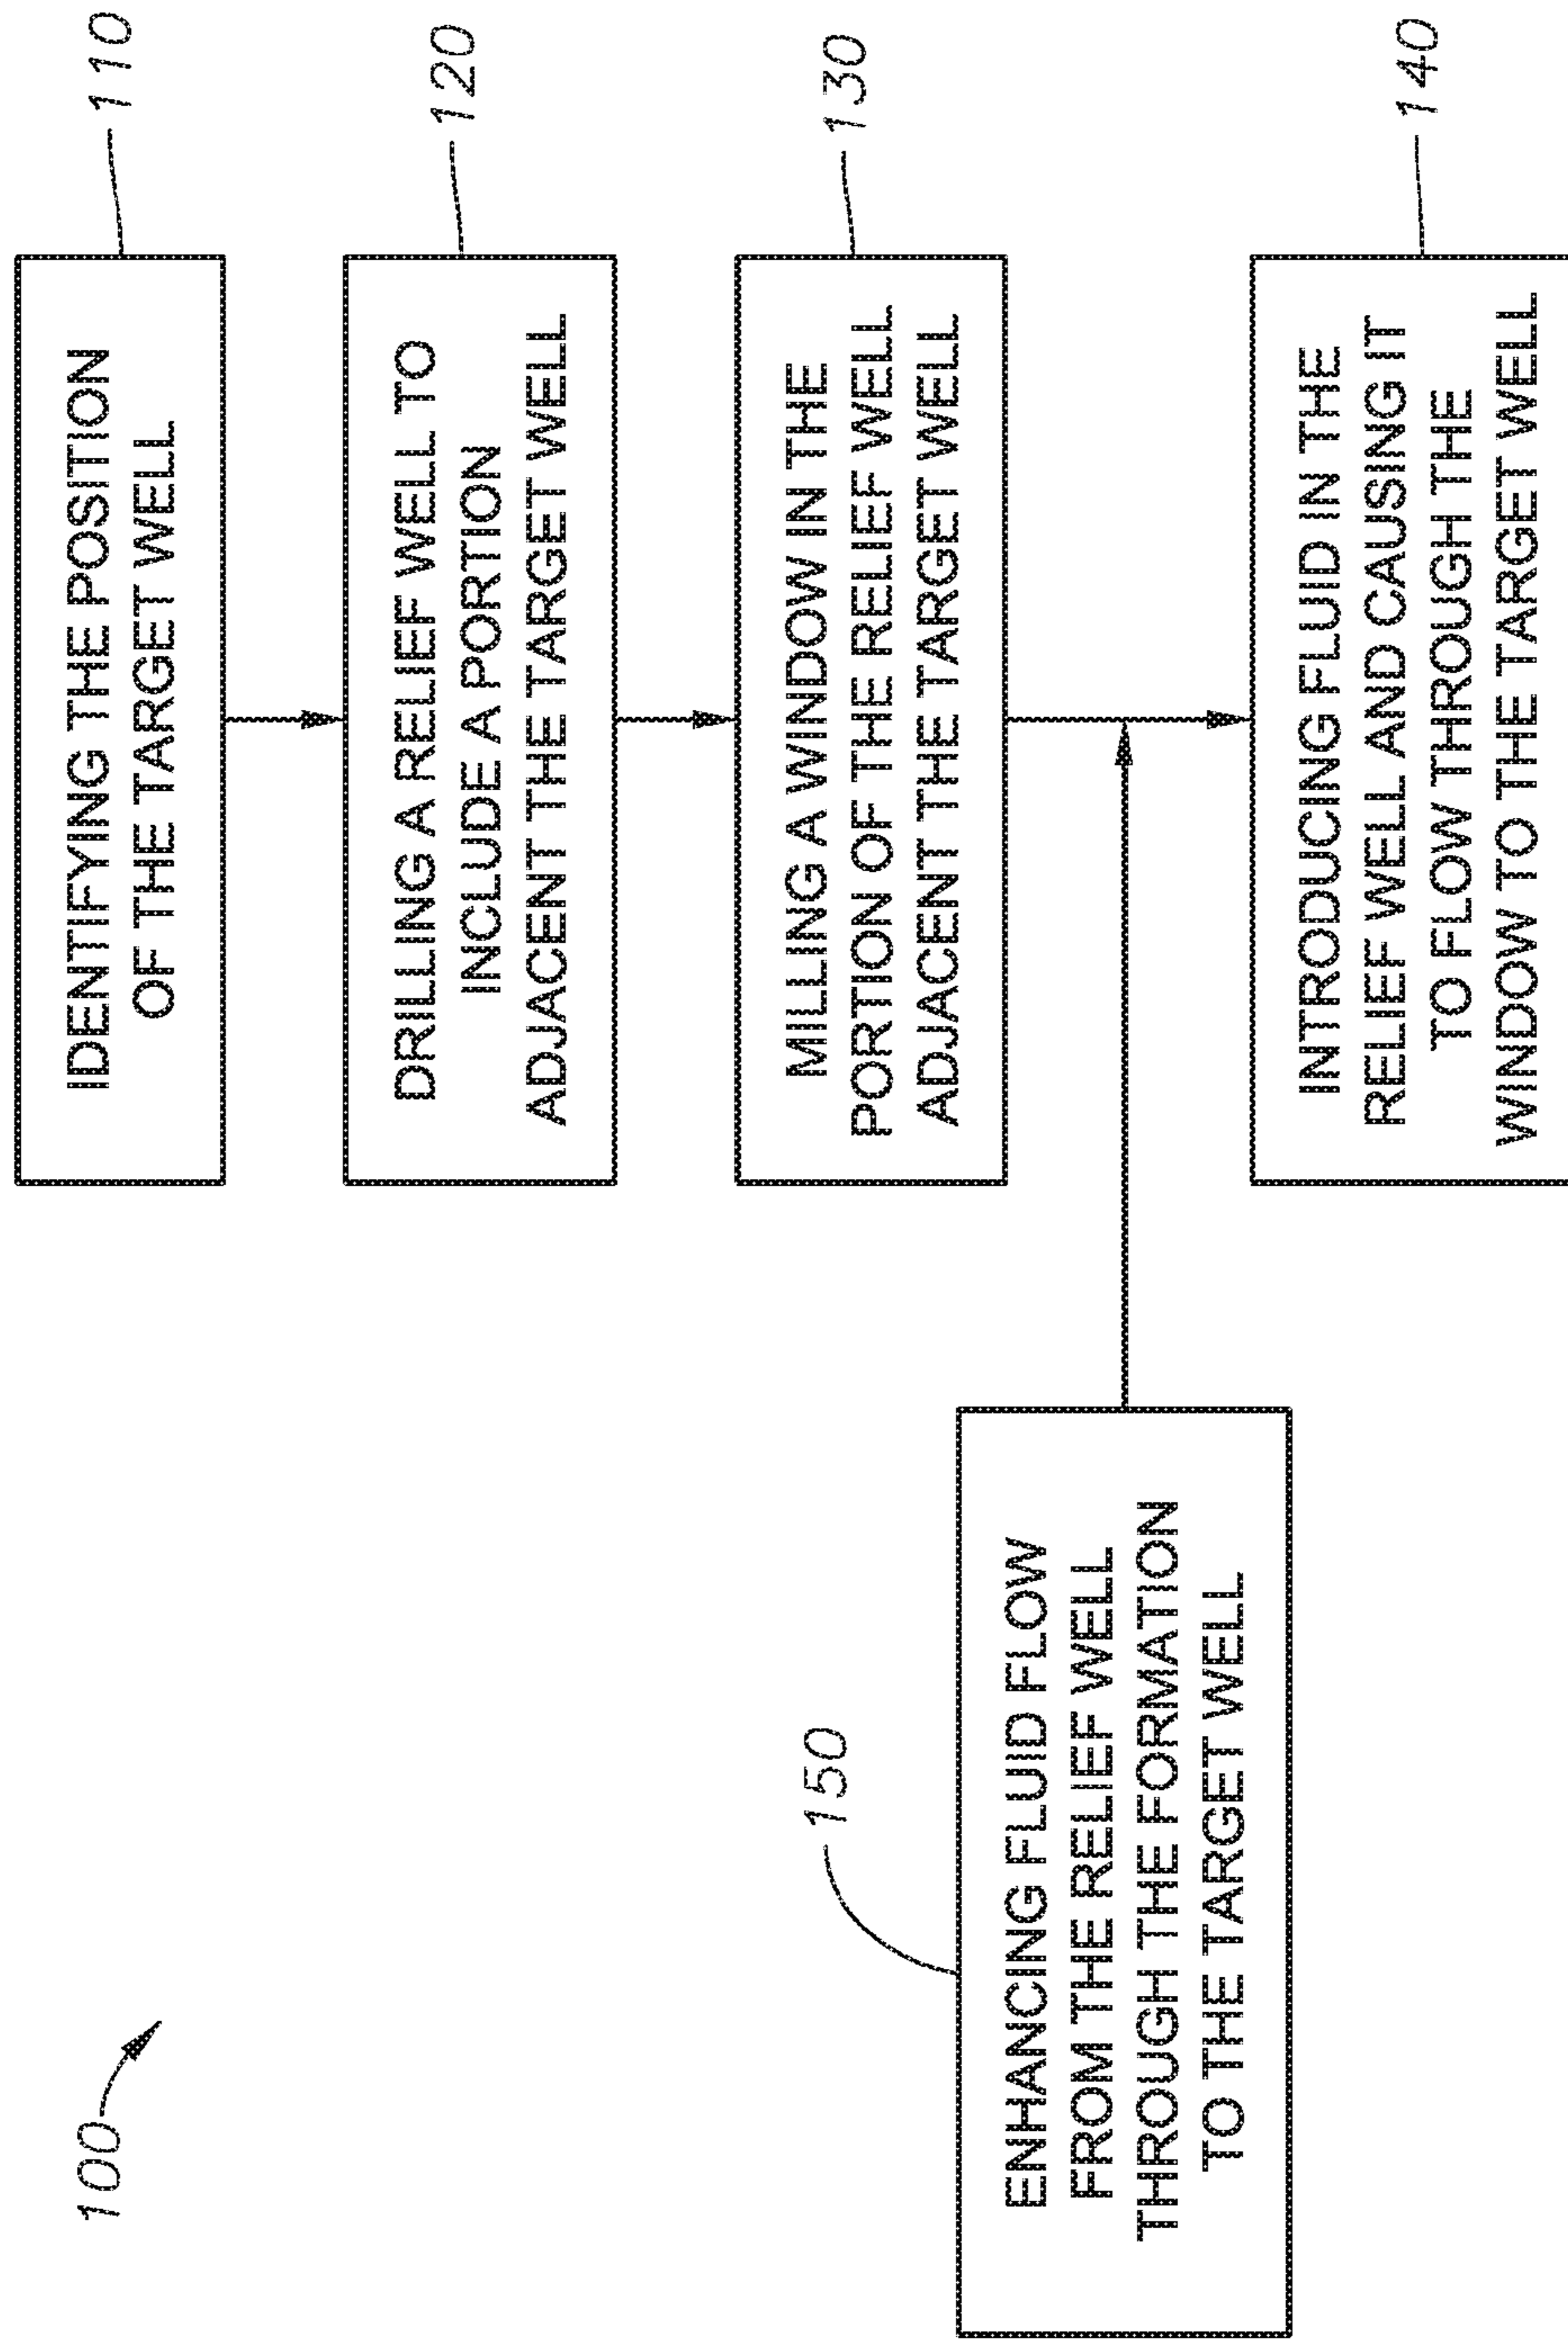 100
IDENTIFYING THE POSITION
OF THE TARGET WELL
110
DRILLING A RELIEF WELL TO
INCLUDE A PORTION
ADJACENT THE TARGET WELL
120
MILLING A WINDOW IN THE
PORTION OF THE RELIEF WELL
ADJACENT THE TARGET WELL
130
150
ENHANCING FLUID FLOW
FROM THE RELIEF WELL
THROUGH THE FORMATION
TO THE TARGET WELL
INTRODUCING FLUID IN THE
RELIEF WELL AND CAUSING IT
TO FLOW THROUGH THE
WINDOW TO THE TARGET WELL
140